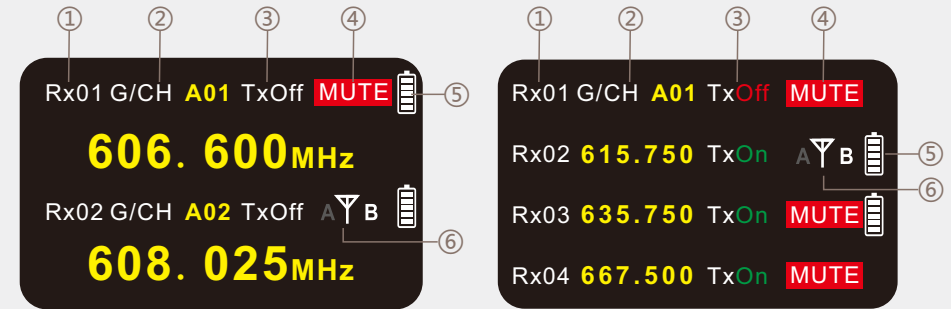 ① ② ③ ④
Rx01 G/CH A01 TxOff MUTE ⑤
606. 600MHz
Rx02 G/CH A02 TxOff A B
⑥
608. 025MHz
① ② ③ ④
Rx01 G/CH A01 TxOff MUTE
Rx02 615.750 TxOn A B ⑤
⑥
Rx03 635.750 TxOn MUTE
Rx04 667.500 TxOn MUTE